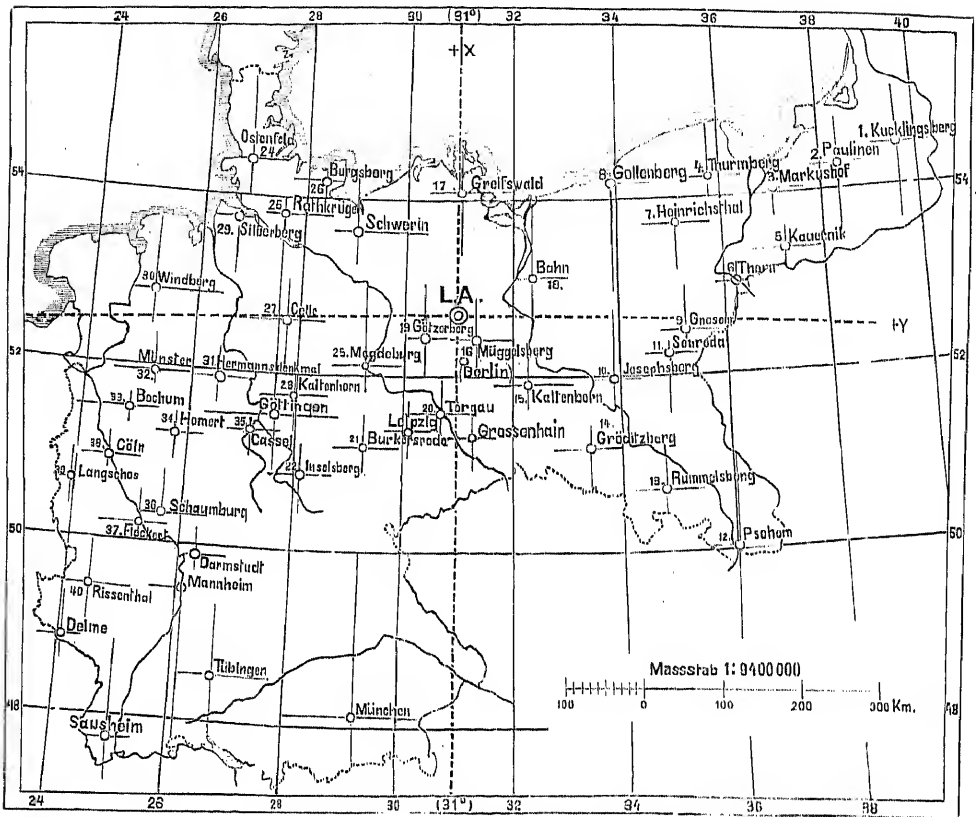 24 26 28 30 (31°) 32 34 36 38 40
+X
1. Kucklingsberg
Ostenfeld
24.
2. Paulinen
4. Thurmberg
54
Burgsberg
26
17 Greifswald
8. Gollenberg
3. Markushof
54
25 Rathkrügen
29. Silberberg
Schwerin
7. Heinrichsthal
5 Kauernik
30 Windberg
Bahn
18.
6 Thorn
L.A.
27 Celle
19 Götzerberg
9. Gnesen
+Y
52
Münster
32.
31. Hermannsdenkmal
25. Magdeburg
16 Müggelsberg
Berlin
11. Schroda
52
28 Kaltenhorn
15. Kaltenborn
10. Josephsberg
33. Bochum
34. Homert
Göttingen
35.
Cassel
20. Torgau
Leipzig
21 Burkersroda
Grossenhain
14.
Gröditzberg
Cöln
Langschos
22. Inselsberg
13. Rummelsberg
38 Schaumburg
37. Fleckert
50
12. Pschow
50
Darmstadt
40 Rissenthal
Mannheim
Delme
Tübingen
Massstab 1:9400000
100 0 100 200 300 Km.
48
München
48
Sausheim
24 26 28 30 (31°) 32 34 36 38